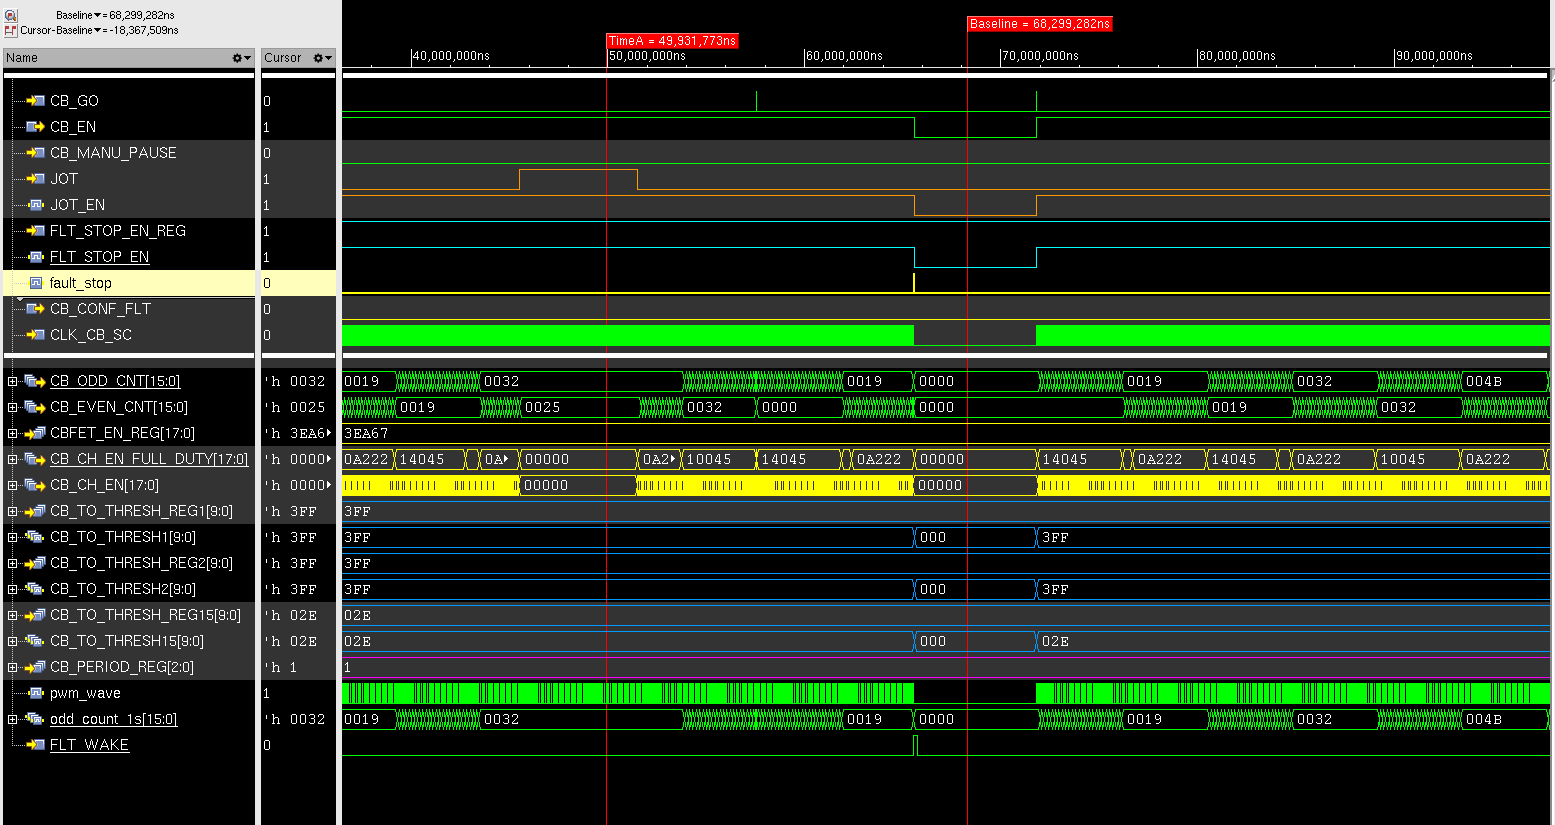 Baseline▼= 68,299,282ns
Cursor-Baseline▼= -18,367,509ns
Baseline = 68,299,282ns
TimeA = 49,931,773ns
Name Cursor 40,000,000ns 50,000,000ns 60,000,000ns 70,000,000ns 80,000,000ns 90,000,000ns
CB_GO 0
CB_EN 1
CB_MANU_PAUSE 0
JOT 1
JOT_EN 1
FLT_STOP_EN_REG 1
FLT_STOP_EN 1
fault_stop 0
CB_CONF_FLT 0
CLK_CB_SC 0
CB_ODD_CNT[15:0] 'h 0032 0019 0032 0019 0000 0019 0032 004B
CB_EVEN_CNT[15:0] 'h 0025 0019 0025 0032 0000 0000 0019 0032
CBFET_EN_REG[17:0] 'h 3EA6 3EA67
CB_CH_EN_FULL_DUTY[17:0] 'h 0000 0A222 14045 0A 00000 0A2 10045 14045 0A222 00000 14045 0A222 14045 0A222 10045 0A222
CB_CH_EN[17:0] 'h 0000 00000 00000
CB_TO_THRESH_REG1[9:0] 'h 3FF 3FF
CB_TO_THRESH1[9:0] 'h 3FF 3FF 000 3FF
CB_TO_THRESH_REG2[9:0] 'h 3FF 3FF
CB_TO_THRESH2[9:0] 'h 3FF 3FF 000 3FF
CB_TO_THRESH_REG15[9:0] 'h 02E 02E
CB_TO_THRESH15[9:0] 'h 02E 02E 000 02E
CB_PERIOD_REG[2:0] 'h 1 1
pwm_wave 1
odd_count_1s[15:0] 'h 0032 0019 0032 0019 0000 0019 0032 004B
FLT_WAKE 0